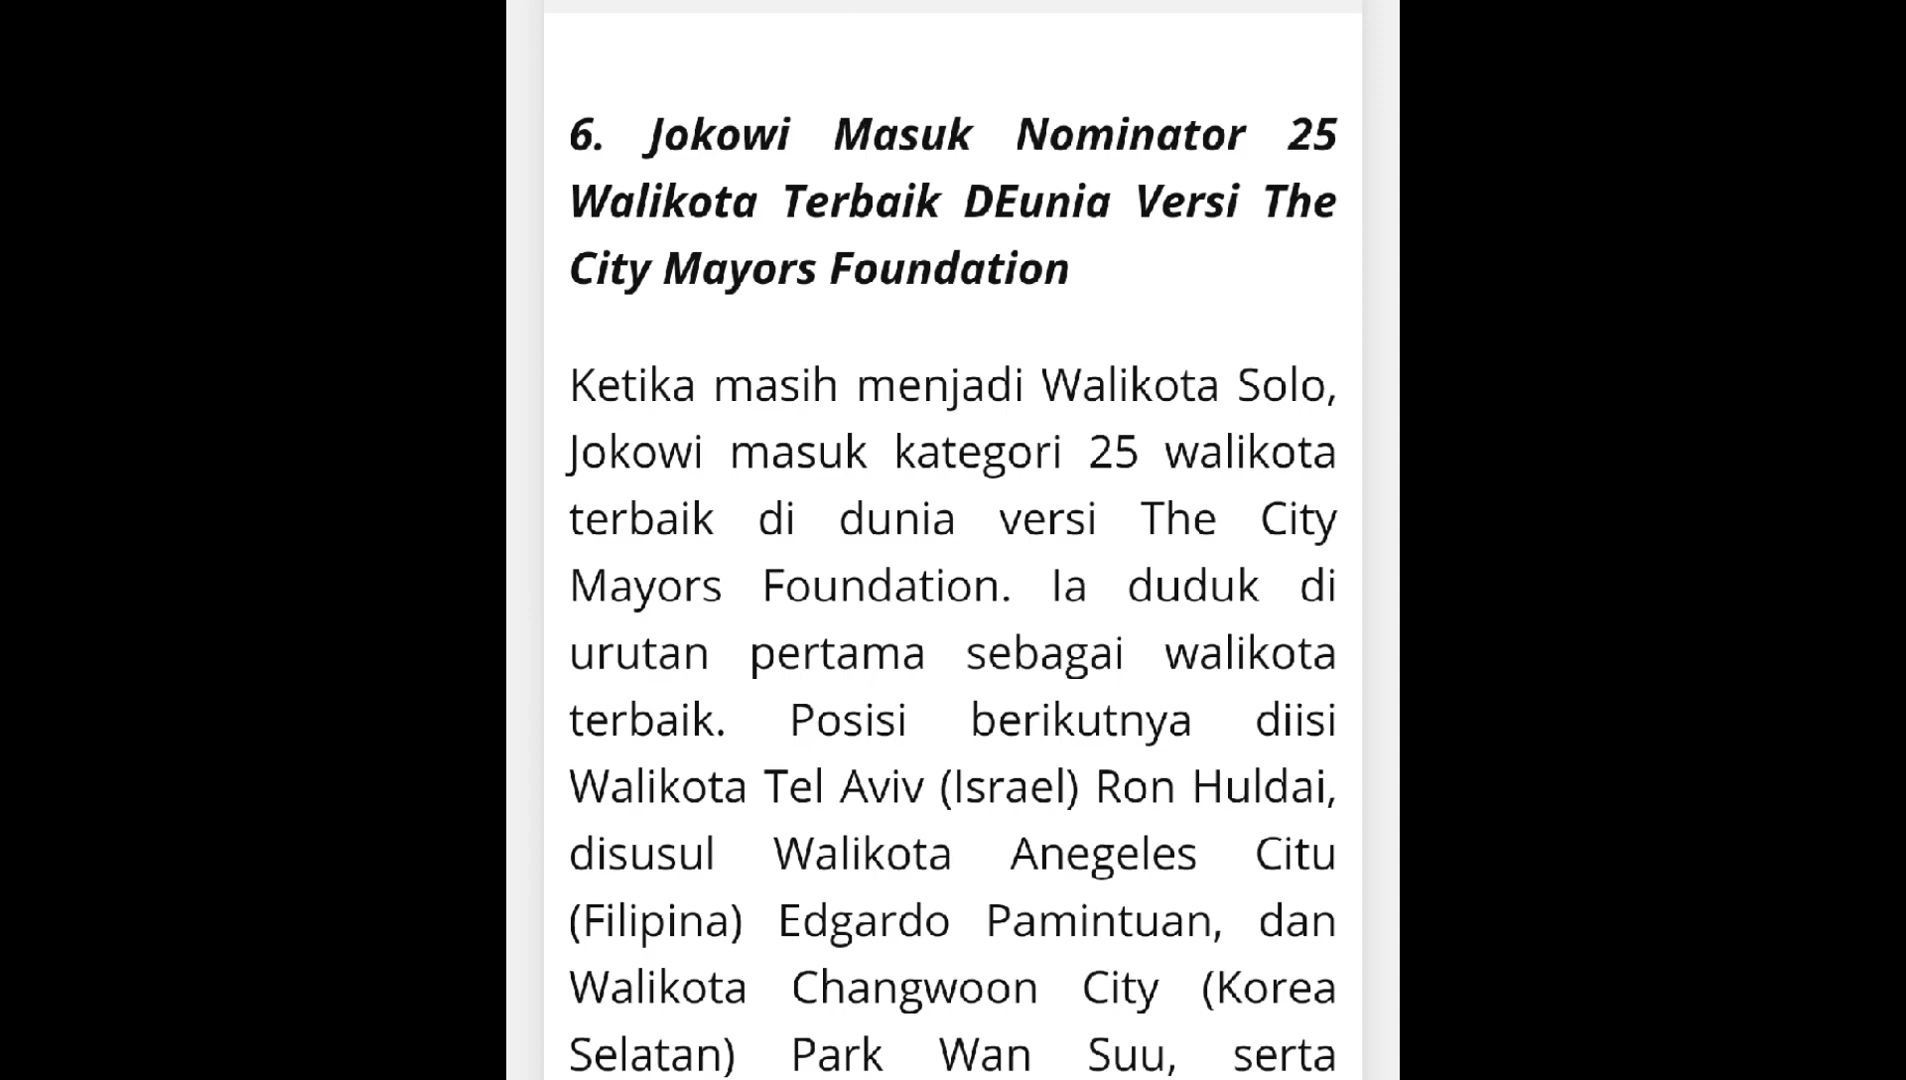 6. Jokowi Masuk Nominator 25
Walikota Terbaik DEunia Versi The
City Mayors Foundation
Ketika masih menjadi Walikota Solo,
Jokowi masuk kategori 25 walikota
terbaik di dunia versi The City
Mayors Foundation. Ia duduk di
urutan pertama sebagai walikota
terbaik. Posisi berikutnya diisi
Walikota Tel Aviv (Israel) Ron Huldai,
disusul Walikota Anegeles Citu
(Filipina) Edgardo Pamintuan, dan
Walikota Changwoon City (Korea
Selatan) Park Wan Suu, serta